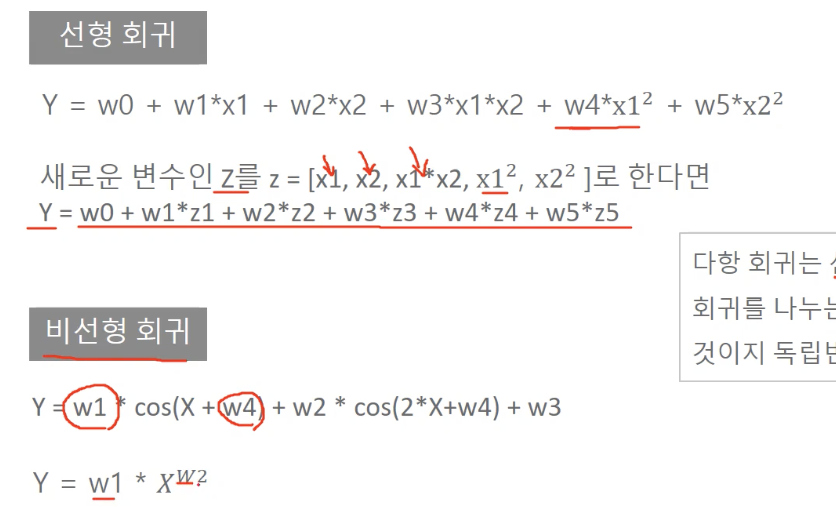 선형 회귀
Y = w0 + w1*x1 + w2*x2 + w3*x1*x2 + w4*x1² + w5*x2²
새로운 변수인 Z를 z = [x1, x2, x1*x2, x1², x2² ]로 한다면
Y = w0 + w1*z1 + w2*z2 + w3*z3 + w4*z4 + w5*z5
다항 회귀는
회귀를 나누는
것이지
비선형 회귀
Y = w1 * cos(X + w4) + w2 * cos(2*X+w4) + w3
Y = w1 * X^W2